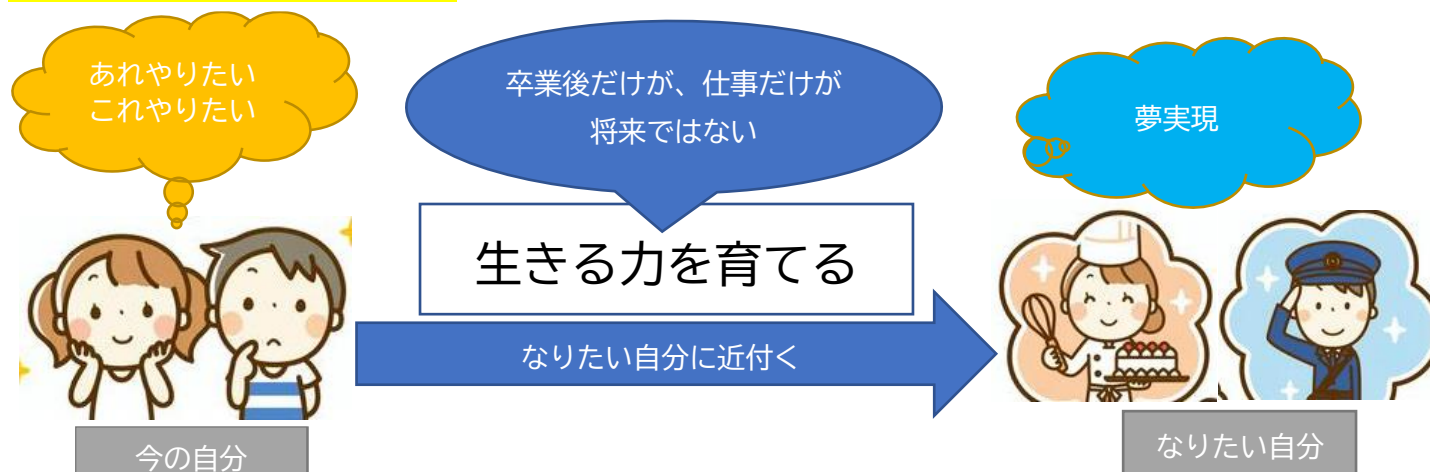 あれやりたい
これやりたい
卒業後だけが、仕事だけが
将来ではない
夢実現
生きる力を育てる
なりたい自分に近付く
今の自分
なりたい自分